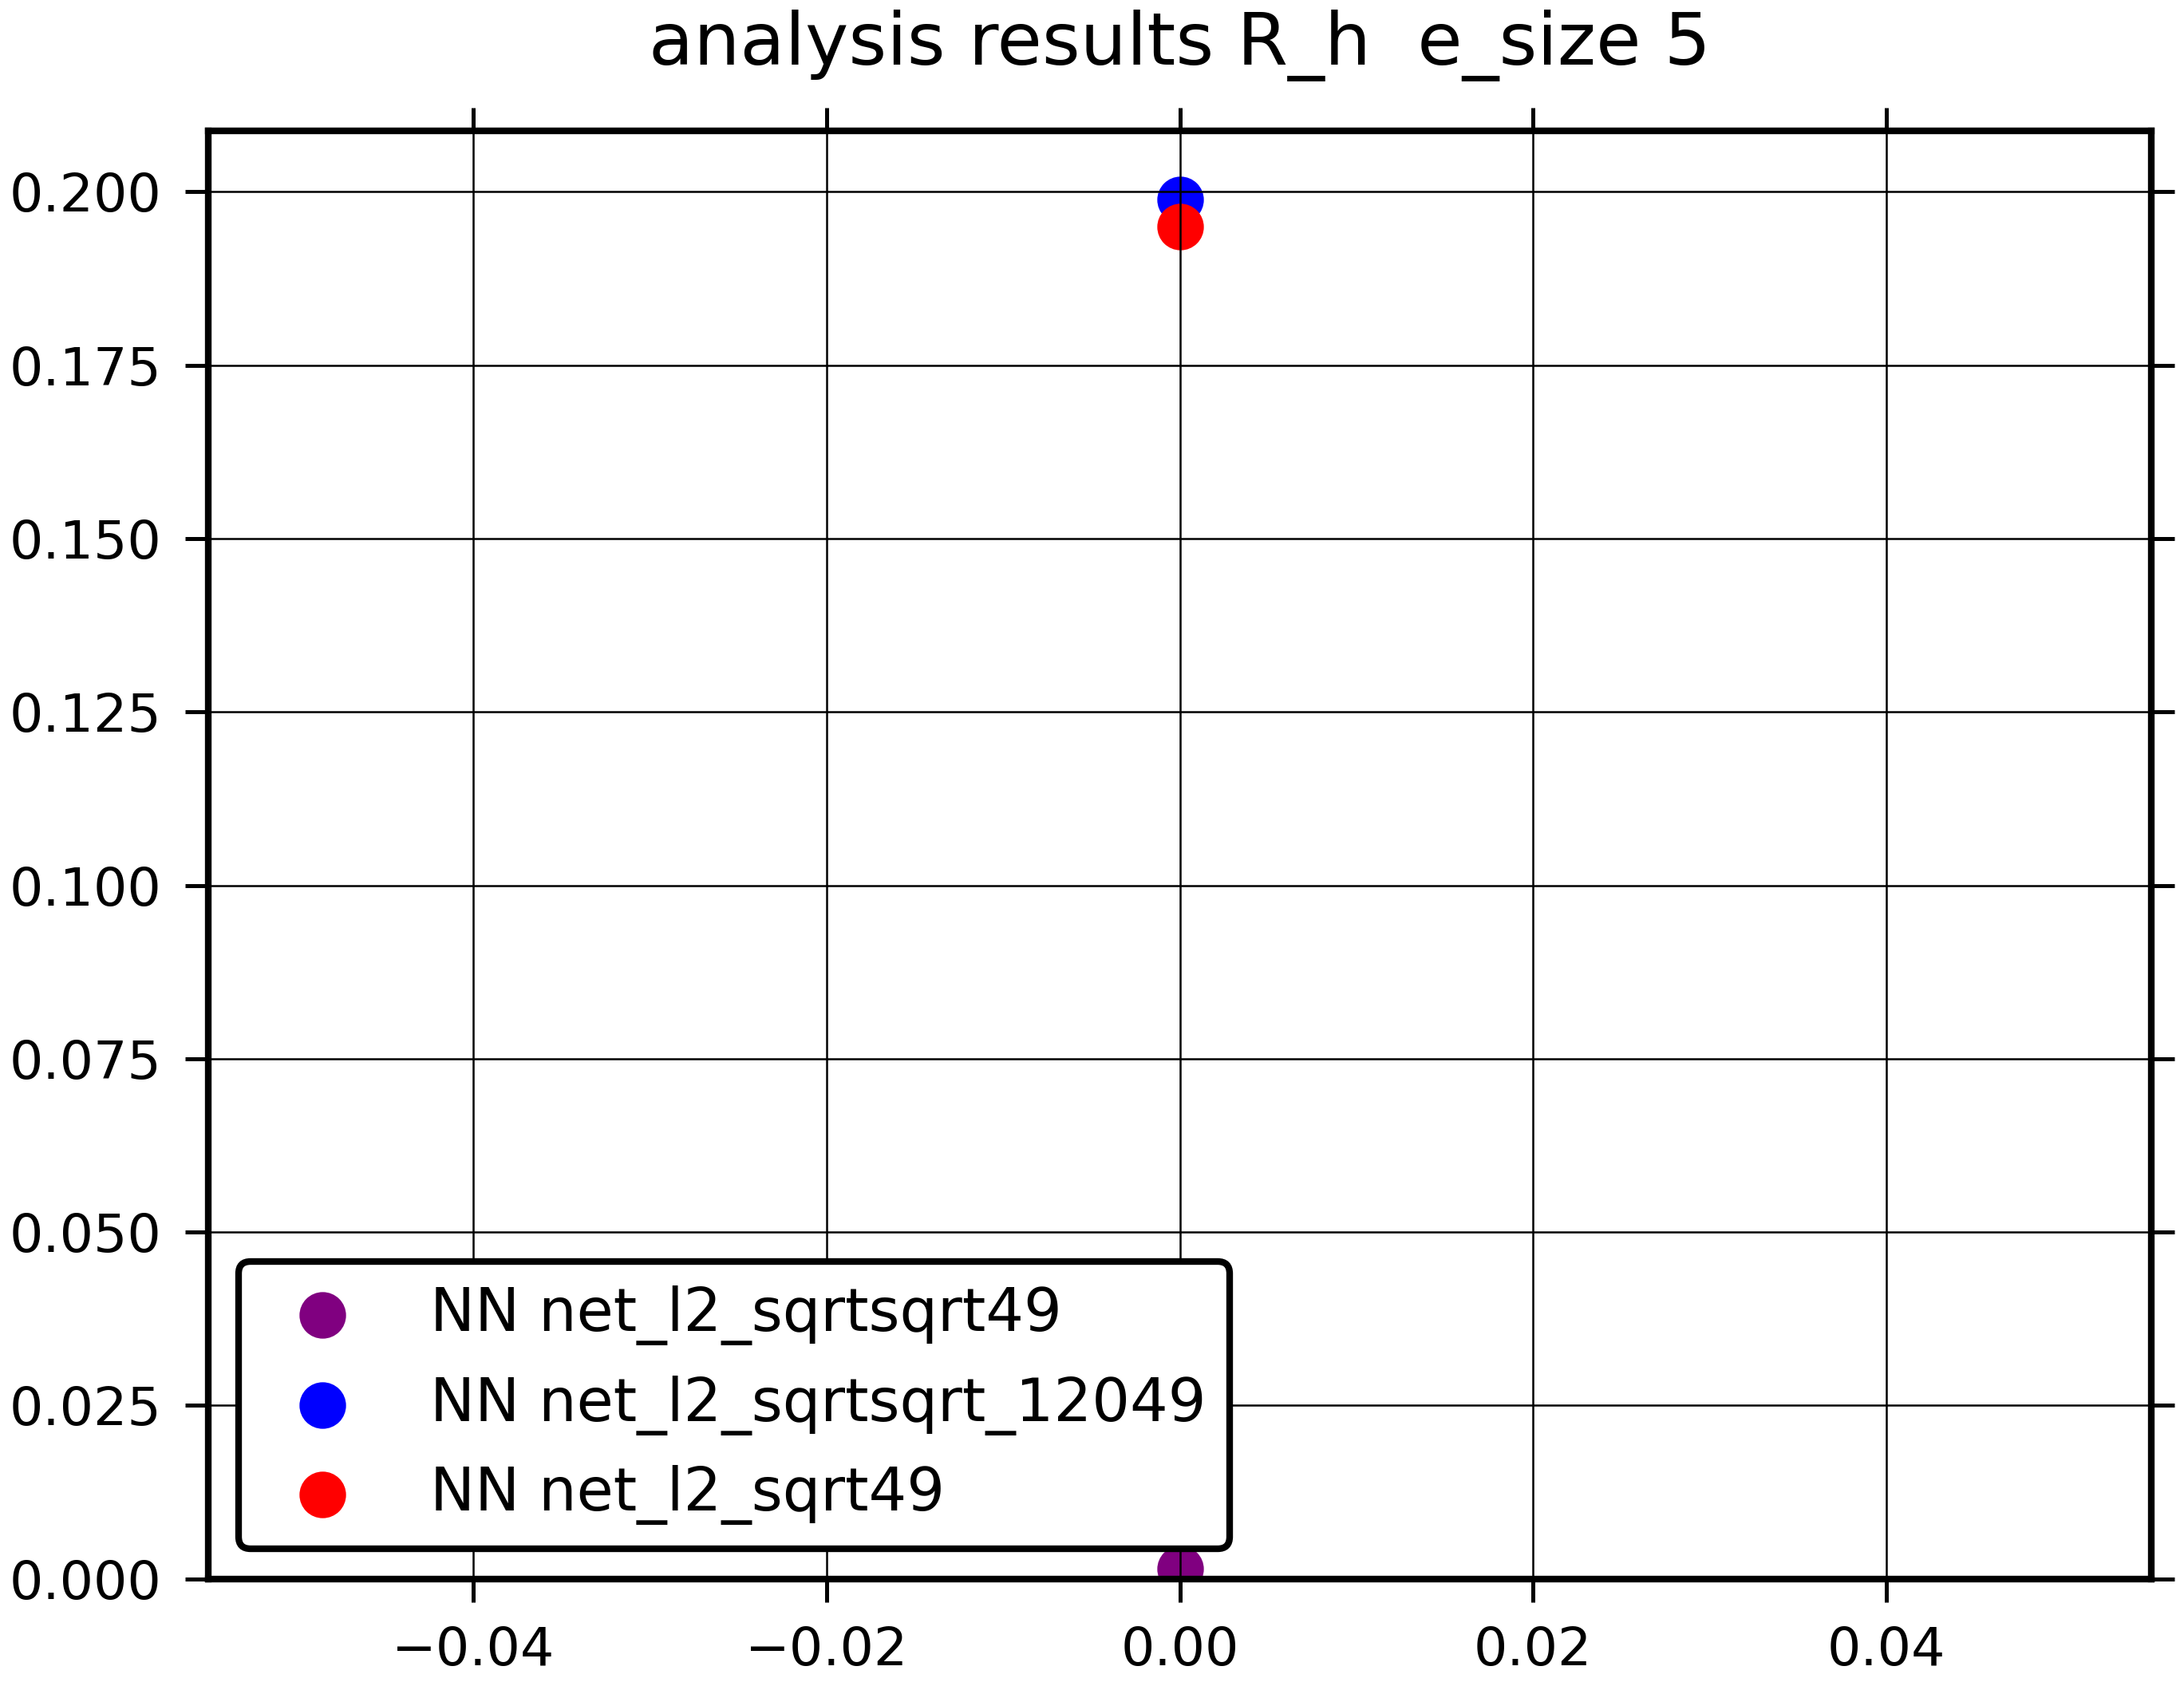 analysis results R_h  e_size 5
0.200
0.175
0.150
0.125
0.100
0.075
0.050
0.025
0.000
NN net_l2_sqrtsqrt49
NN net_l2_sqrtsqrt_12049
NN net_l2_sqrt49
−0.04 −0.02 0.00 0.02 0.04